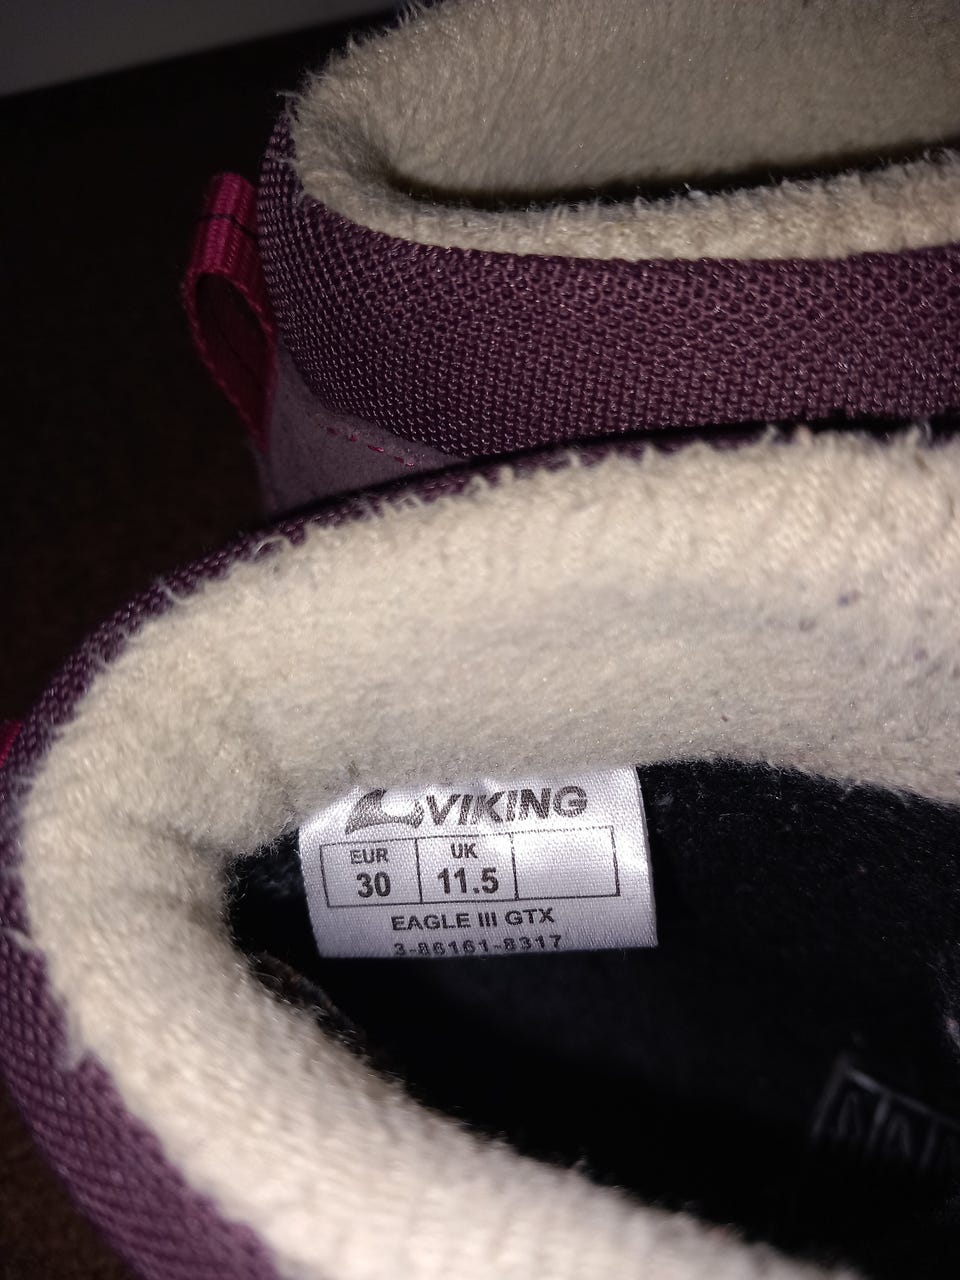 VIKING
EUR UK
30 11.5
EAGLE III GTX
3-86161-8317